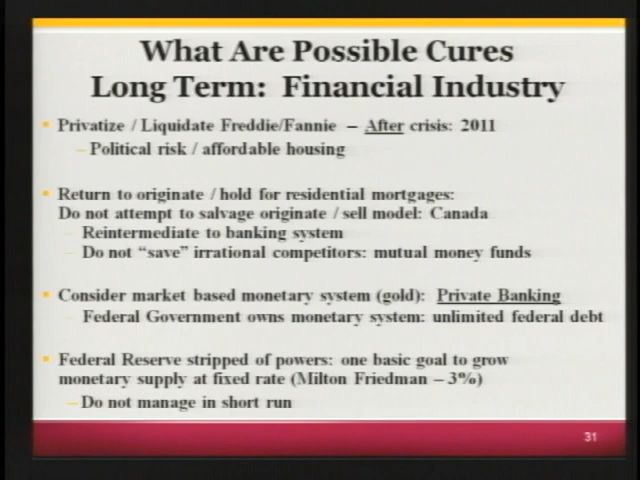 What Are Possible Cures
Long Term: Financial Industry
Privatize / Liquidate Freddie/Fannie – After crisis: 2011
– Political risk / affordable housing
Return to originate / hold for residential mortgages:
Do not attempt to salvage originate / sell model: Canada
– Reintermediate to banking system
– Do not “save” irrational competitors: mutual money funds
Consider market based monetary system (gold): Private Banking
– Federal Government owns monetary system: unlimited federal debt
Federal Reserve stripped of powers: one basic goal to grow
monetary supply at fixed rate (Milton Friedman – 3%)
– Do not manage in short run
31